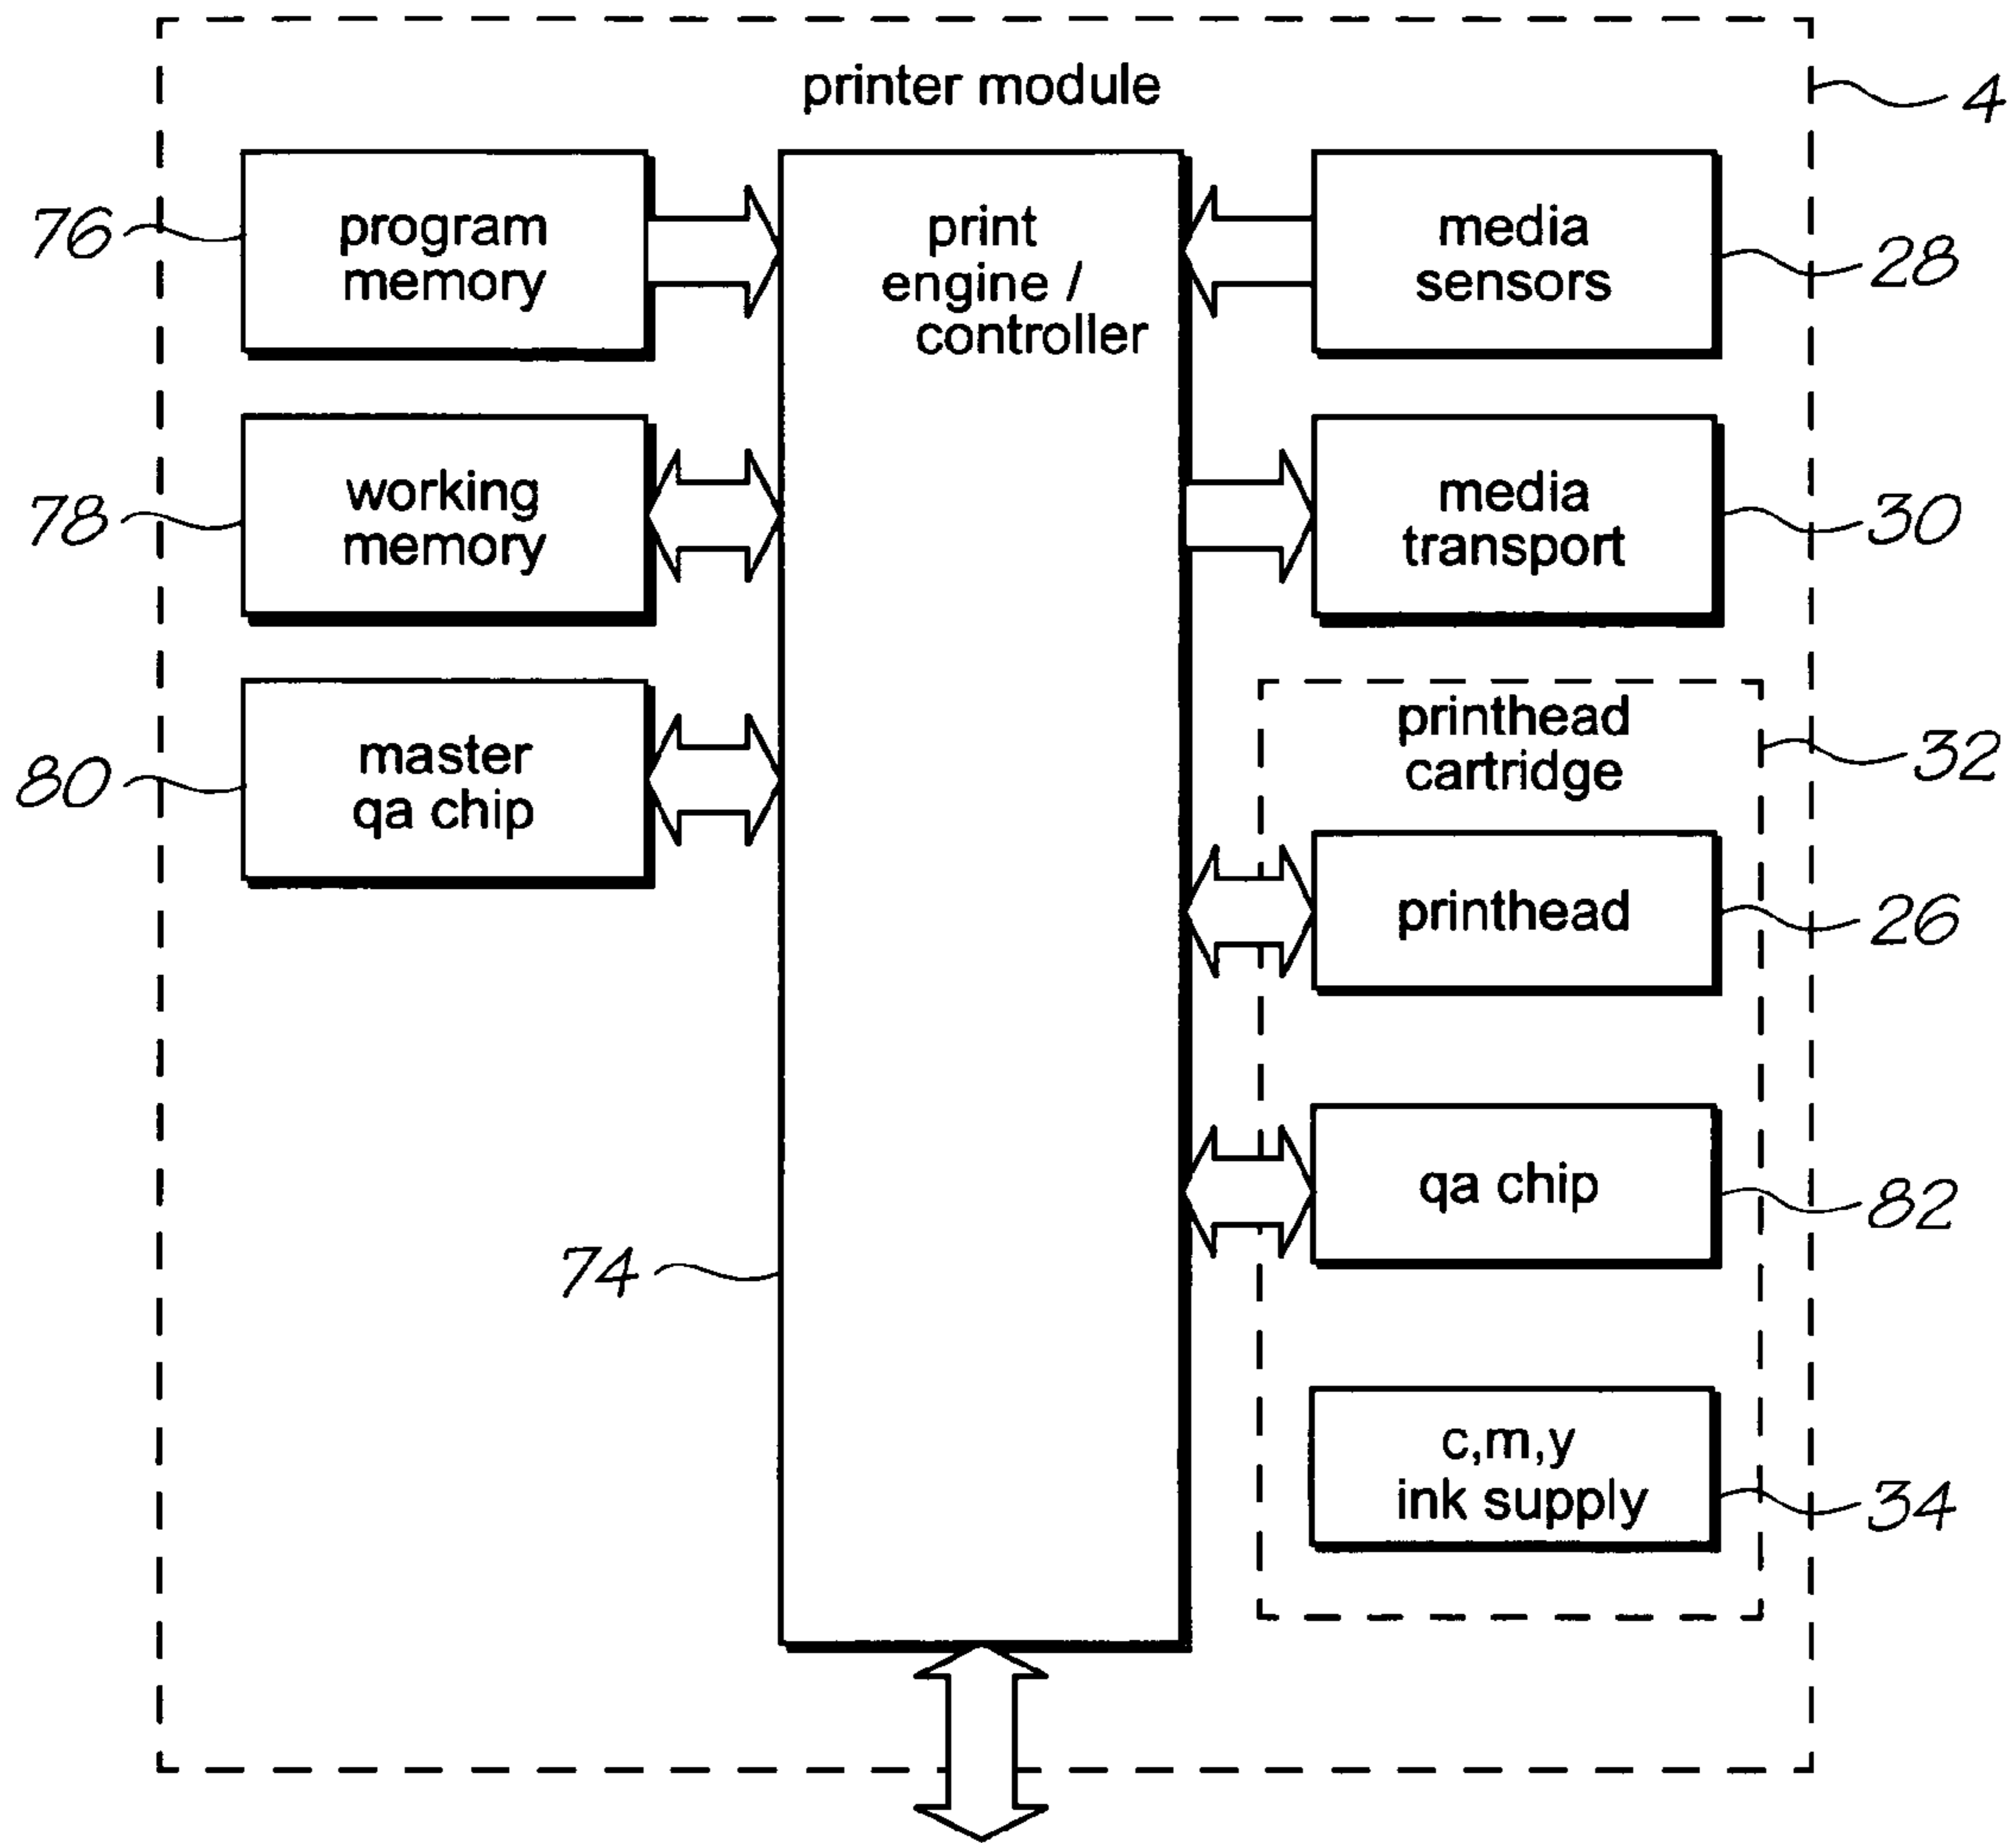 printer module
4
76
program
memory
print
engine /
controller
media
sensors
28
78
working
memory
media
transport
30
80
master
qa chip
printhead
cartridge
32
printhead
26
qa chip
82
74
c,m,y
ink supply
34